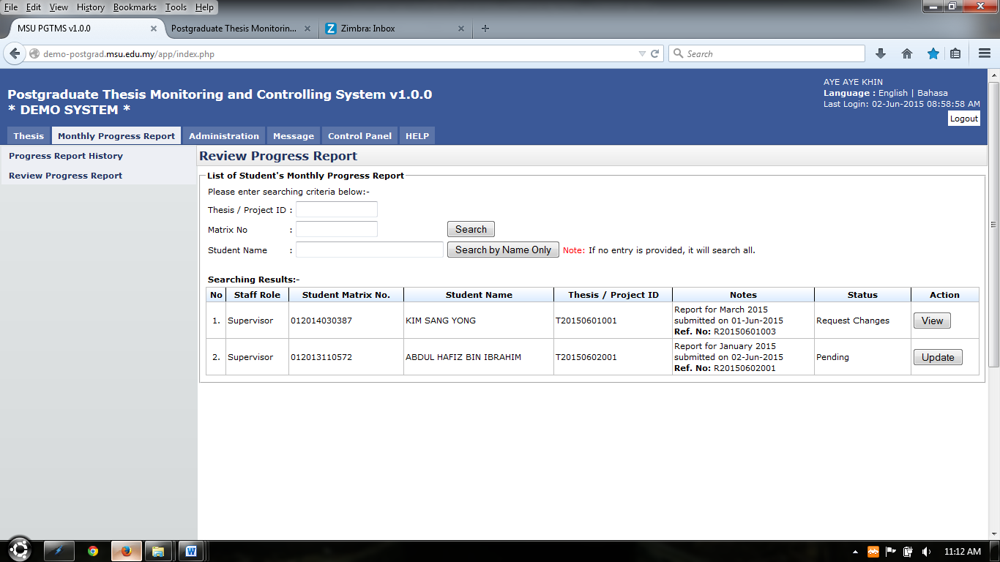 File Edit View History Bookmarks Tools Help
MSU PGTMS v1.0.0
Postgraduate Thesis Monitorin...
Zimbra: Inbox
demo-postgrad.msu.edu.my/app/index.php
Search
Postgraduate Thesis Monitoring and Controlling System v1.0.0
* DEMO SYSTEM *
AYE AYE KHIN
Language : English | Bahasa
Last Login: 02-Jun-2015 08:58:58 AM
Logout
Thesis Monthly Progress Report Administration Message Control Panel HELP
Progress Report History
Review Progress Report
Review Progress Report
List of Student's Monthly Progress Report
Please enter searching criteria below:-
Thesis / Project ID :
Matrix No : Search
Student Name : Search by Name Only Note: If no entry is provided, it will search all.
Searching Results:-
No Staff Role Student Matrix No. Student Name Thesis / Project ID Notes Status Action
1. Supervisor 012014030387 KIM SANG YONG T20150601001
Report for March 2015
submitted on 01-Jun-2015
Ref. No: R20150601003
Request Changes View
2. Supervisor 012013110572 ABDUL HAFIZ BIN IBRAHIM T20150602001
Report for January 2015
submitted on 02-Jun-2015
Ref. No: R20150602001
Pending Update
11:12 AM